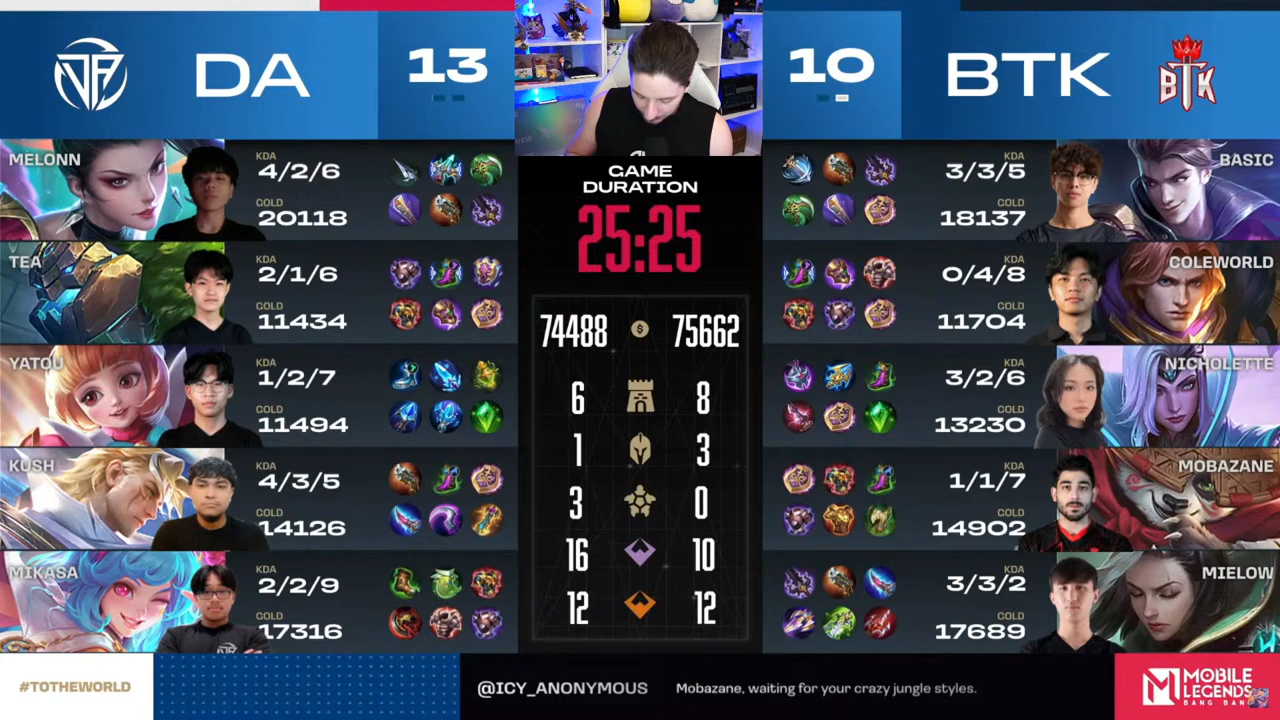 DA
13
10
BTK
BTK
GAME
DURATION
25:25
74488 75662
6 8
1 3
3 0
16 10
12 12
MELONN
KDA
4/2/6
GOLD
20118
TEA
KDA
2/1/6
GOLD
11434
YATOU
KDA
1/2/7
GOLD
11494
KUSH
KDA
4/3/5
GOLD
14126
MIKASA
KDA
2/2/9
GOLD
17316
BASIC
KDA
3/3/5
GOLD
18137
COLEWORLD
KDA
0/4/8
GOLD
11704
NICHOLETTE
KDA
3/2/6
GOLD
13230
MOBAZANE
KDA
1/1/7
GOLD
14902
MIELOW
KDA
3/3/2
GOLD
17689
#TOTHEWORLD
@ICY_ANONYMOUS Mobazane, waiting for your crazy jungle styles.
MOBILE
LEGENDS
BANG BANG